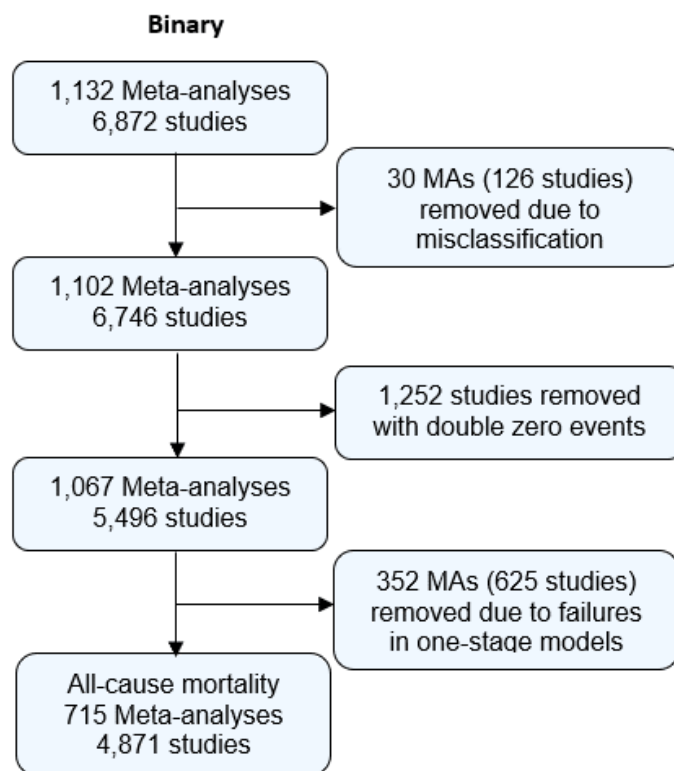 Binary
1,132 Meta-analyses
6,872 studies
30 MAs (126 studies)
removed due to
misclassification
1,102 Meta-analyses
6,746 studies
1,252 studies removed
with double zero events
1,067 Meta-analyses
5,496 studies
352 MAs (625 studies)
removed due to failures
in one-stage models
All-cause mortality
715 Meta-analyses
4,871 studies